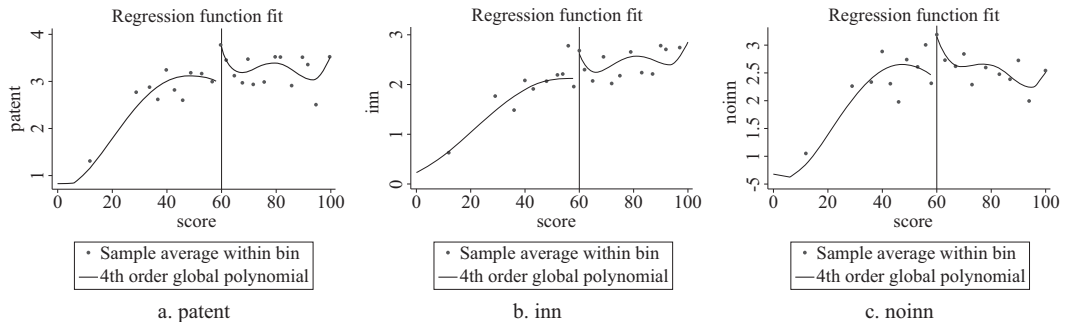 Regression function fit
patent
4
3
2
1
0 20 40 60 80 100
score
Sample average within bin
4th order global polynomial
a. patent
Regression function fit
inn
3
2
1
0
0 20 40 60 80 100
score
Sample average within bin
4th order global polynomial
b. inn
Regression function fit
noinn
3
2.5
2
1.5
1
-5
0 20 40 60 80 100
score
Sample average within bin
4th order global polynomial
c. noinn